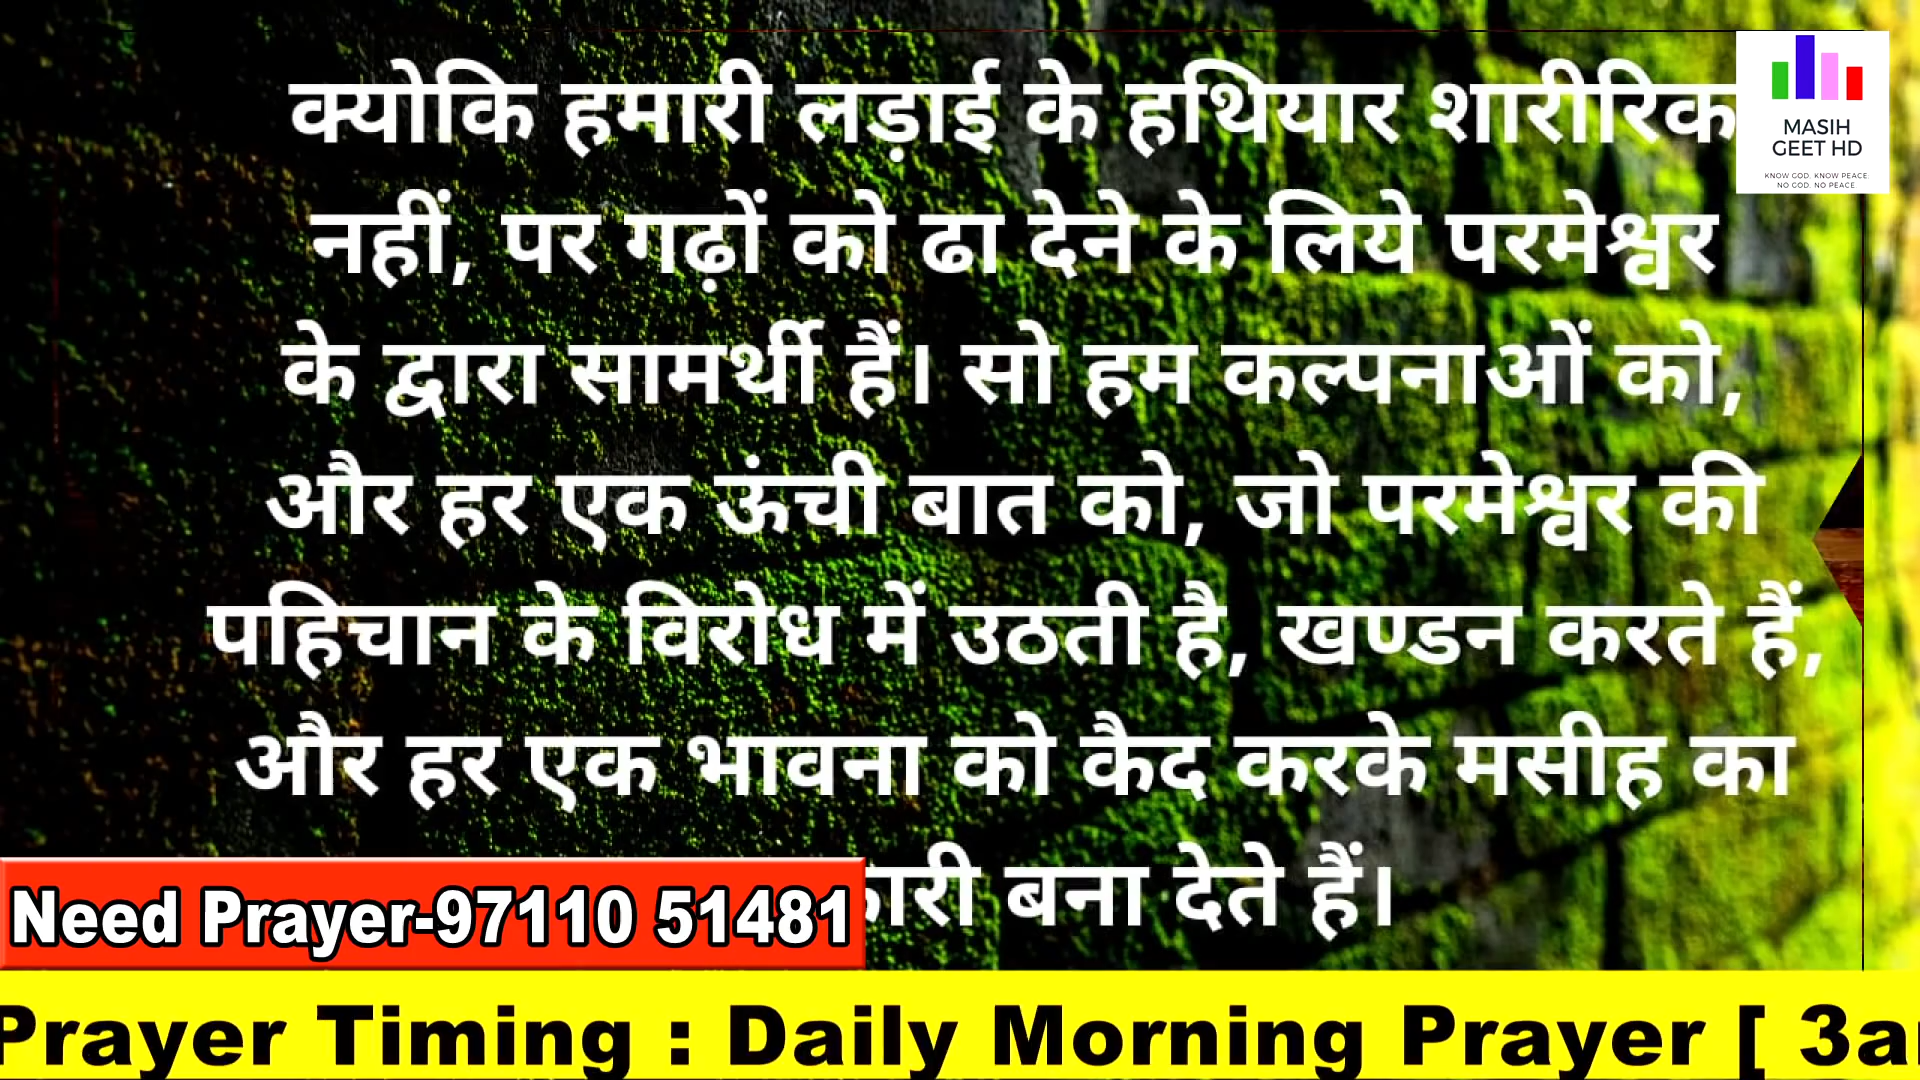 क्योकि हमारी लड़ाई के हथियार शारीरिक
नहीं, पर गढ़ों को ढा देने के लिये परमेश्वर
के द्वारा सामर्थी हैं। सो हम कल्पनाओं को,
और हर एक ऊंची बात को, जो परमेश्वर की
पहिचान के विरोध में उठती है, खण्डन करते हैं,
और हर एक भावना को कैद करके मसीह का
बना देते हैं।
MASIH
GEET HD
KNOW GOD. KNOW PEACE.
NO GOD. NO PEACE.
Need Prayer-97110 51481
Prayer Timing : Daily Morning Prayer [